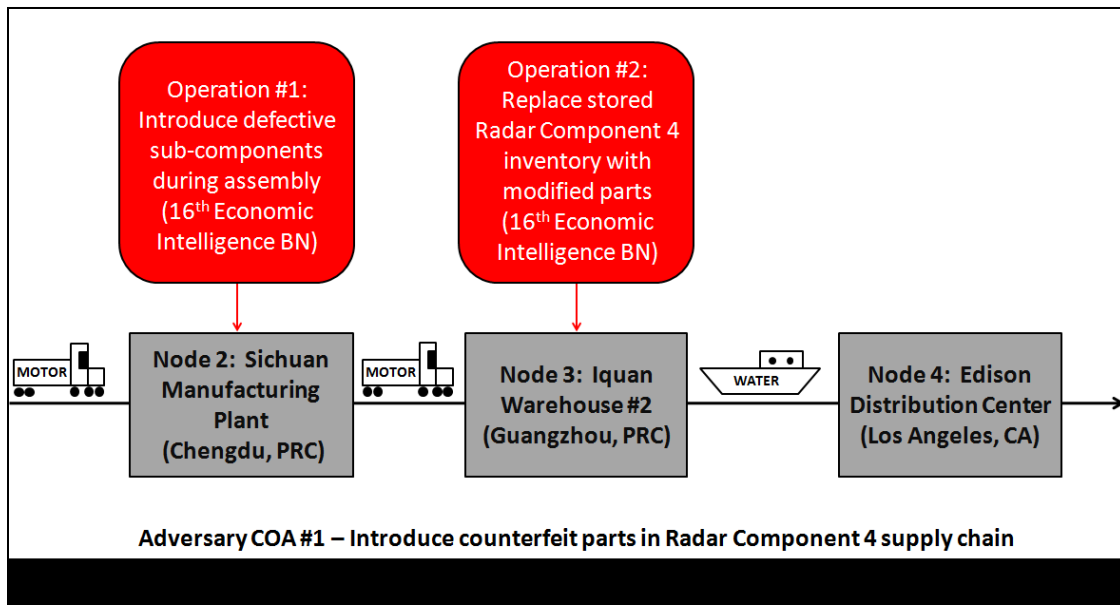 Operation #1:
Introduce defective
sub-components
during assembly
(16th Economic
Intelligence BN)
Operation #2:
Replace stored
Radar Component 4
inventory with
modified parts
(16th Economic
Intelligence BN)
MOTOR
Node 2: Sichuan
Manufacturing
Plant
(Chengdu, PRC)
MOTOR
Node 3: Iquan
Warehouse #2
(Guangzhou, PRC)
WATER
Node 4: Edison
Distribution Center
(Los Angeles, CA)
Adversary COA #1 – Introduce counterfeit parts in Radar Component 4 supply chain